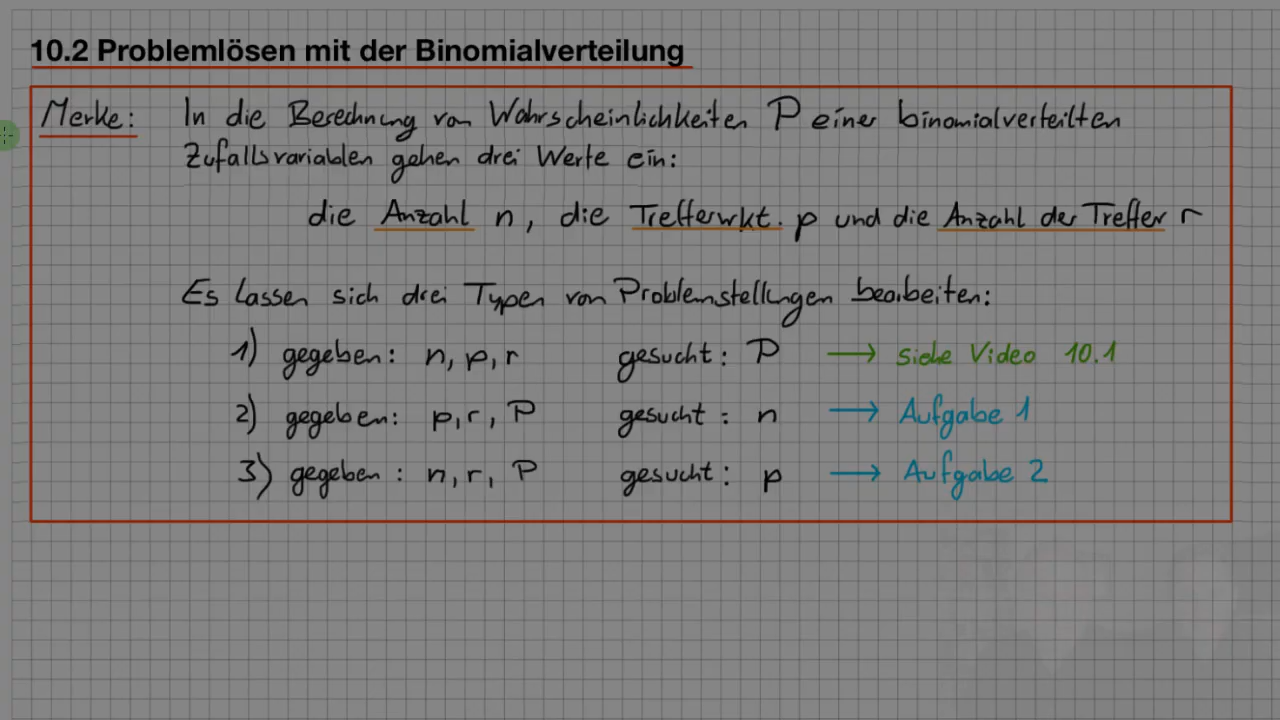 10.2 Problemlösen mit der Binomialverteilung
Merke: In die Berechnung von Wahrscheinlichkeiten P einer binomialverteilten
Zufallsvariablen gehen drei Werte ein:
die Anzahl n, die Trefferwkt. p und die Anzahl der Treffer r
Es lassen sich drei Typen von Problemstellungen bearbeiten:
1) gegeben: n, p, r gesucht: P → siehe Video 10.1
2) gegeben: p, r, P gesucht: n → Aufgabe 1
3) gegeben: n, r, P gesucht: p → Aufgabe 2